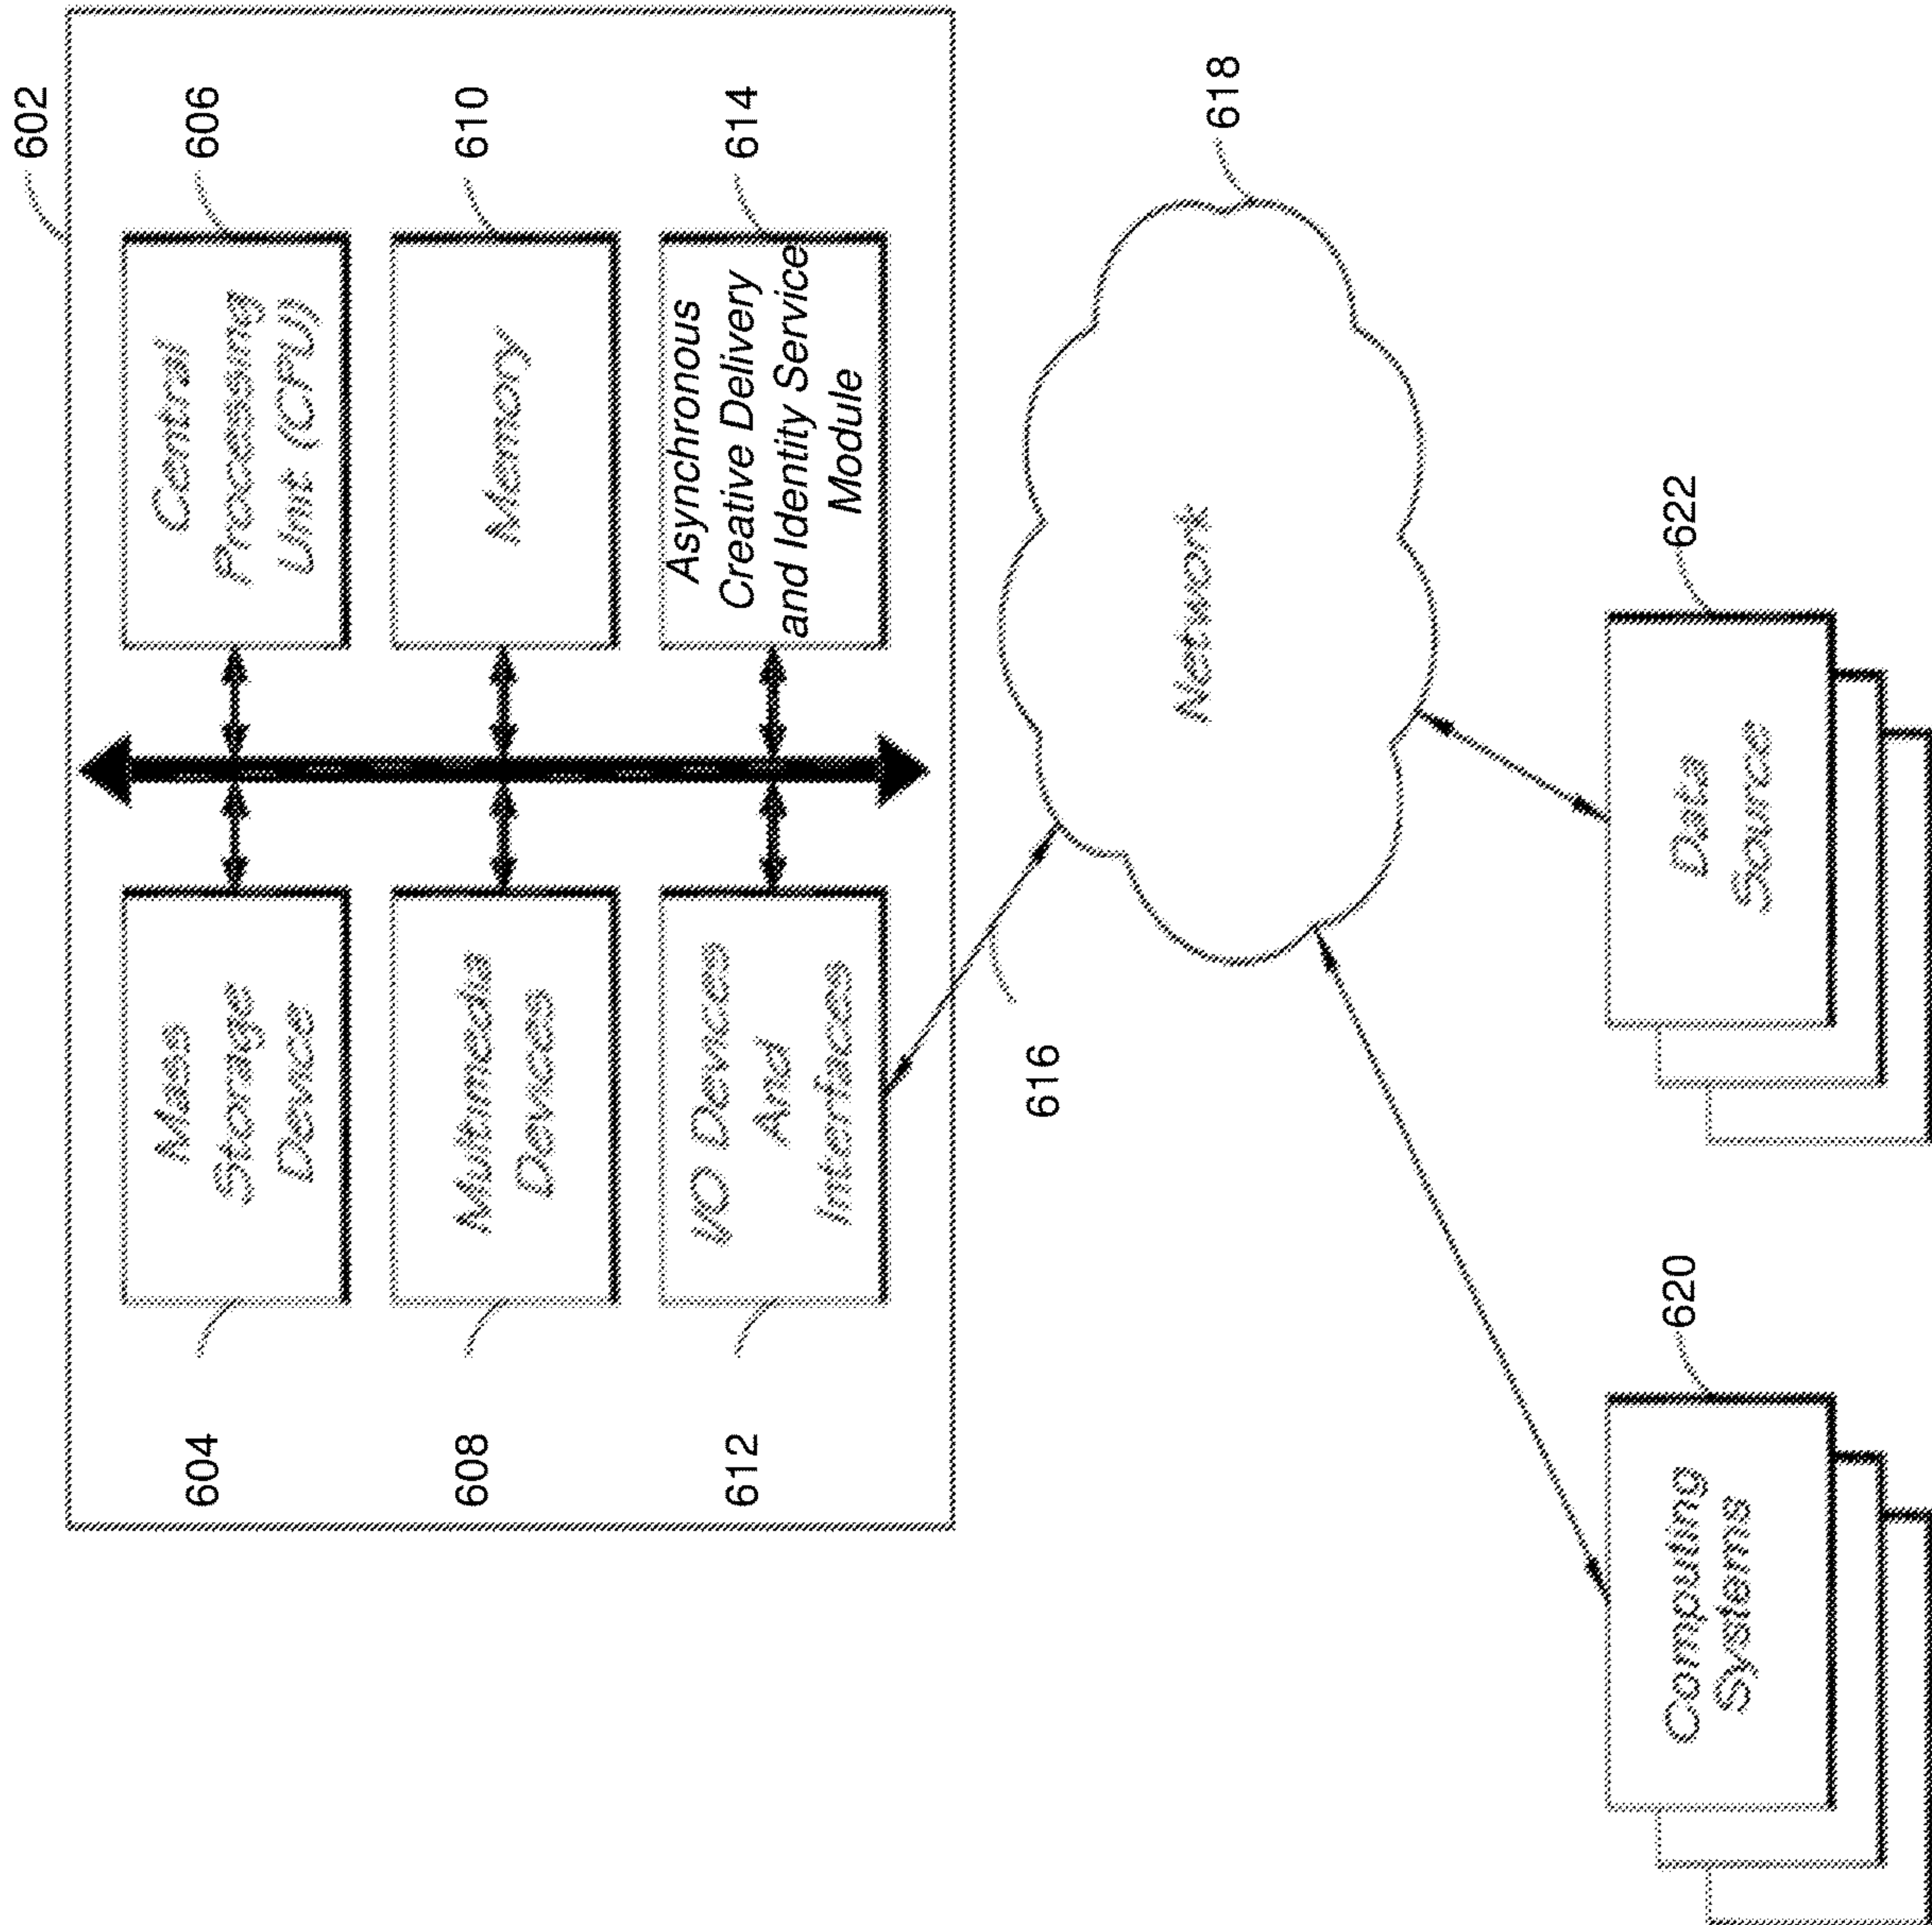 602
604
Mass
Storage
Device
Central
Processing
Unit (CPU)
606
608
Multimedia
Devices
Memory
610
612
I/O Devices
And
Interfaces
Asynchronous
Creative Delivery
and Identity Service
Module
614
616
Network
618
620
Computing
Systems
Data
Source
622